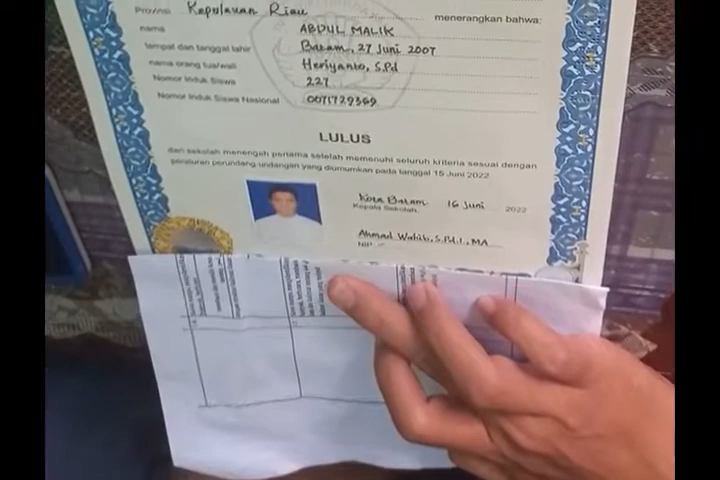 Provinsi Kepulauan Riau menerangkan bahwa:
nama ABDUL MALIK
tempat dan tanggal lahir Batam, 27 Juni 2007
nama orang tua/wali Heriyanto, S.Pd
Nomor Induk Siswa 227
Nomor Induk Siswa Nasional 0071729369
LULUS
dari sekolah menengah pertama setelah memenuhi seluruh kriteria sesuai dengan
peraturan perundang-undangan yang diumumkan pada tanggal 15 Juni 2022
Kota Batam 16 Juni 2022
Kepala Sekolah,
Ahmad Wahib, S.Pd.I., MA
NIP